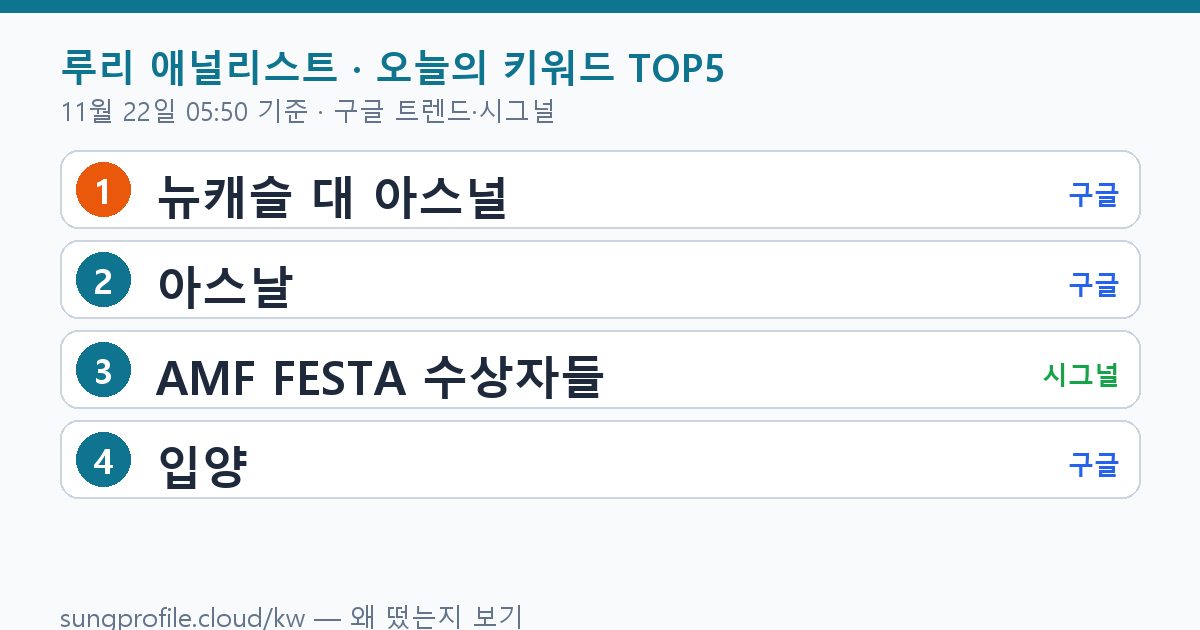 루리 애널리스트 · 오늘의 키워드 TOP5
11월 22일 05:50 기준 · 구글 트렌드·시그널
1 뉴캐슬 대 아스널 구글
2 아스날 구글
3 AMF FESTA 수상자들 시그널
4 입양 구글
sungprofile.cloud/kw — 왜 떴는지 보기